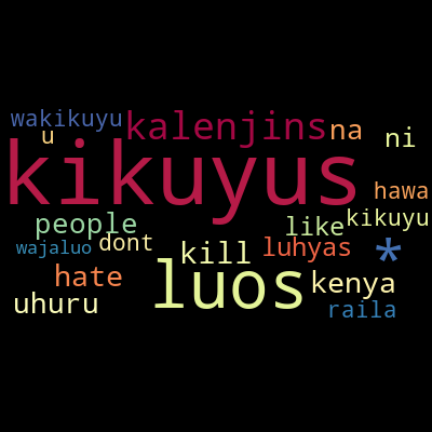 wakikuyu kalenjins na ni
u
kikuyus
hawa
people like kikuyu
wajaluo dont kill luhyas *
hate luos kenya
uhuru raila